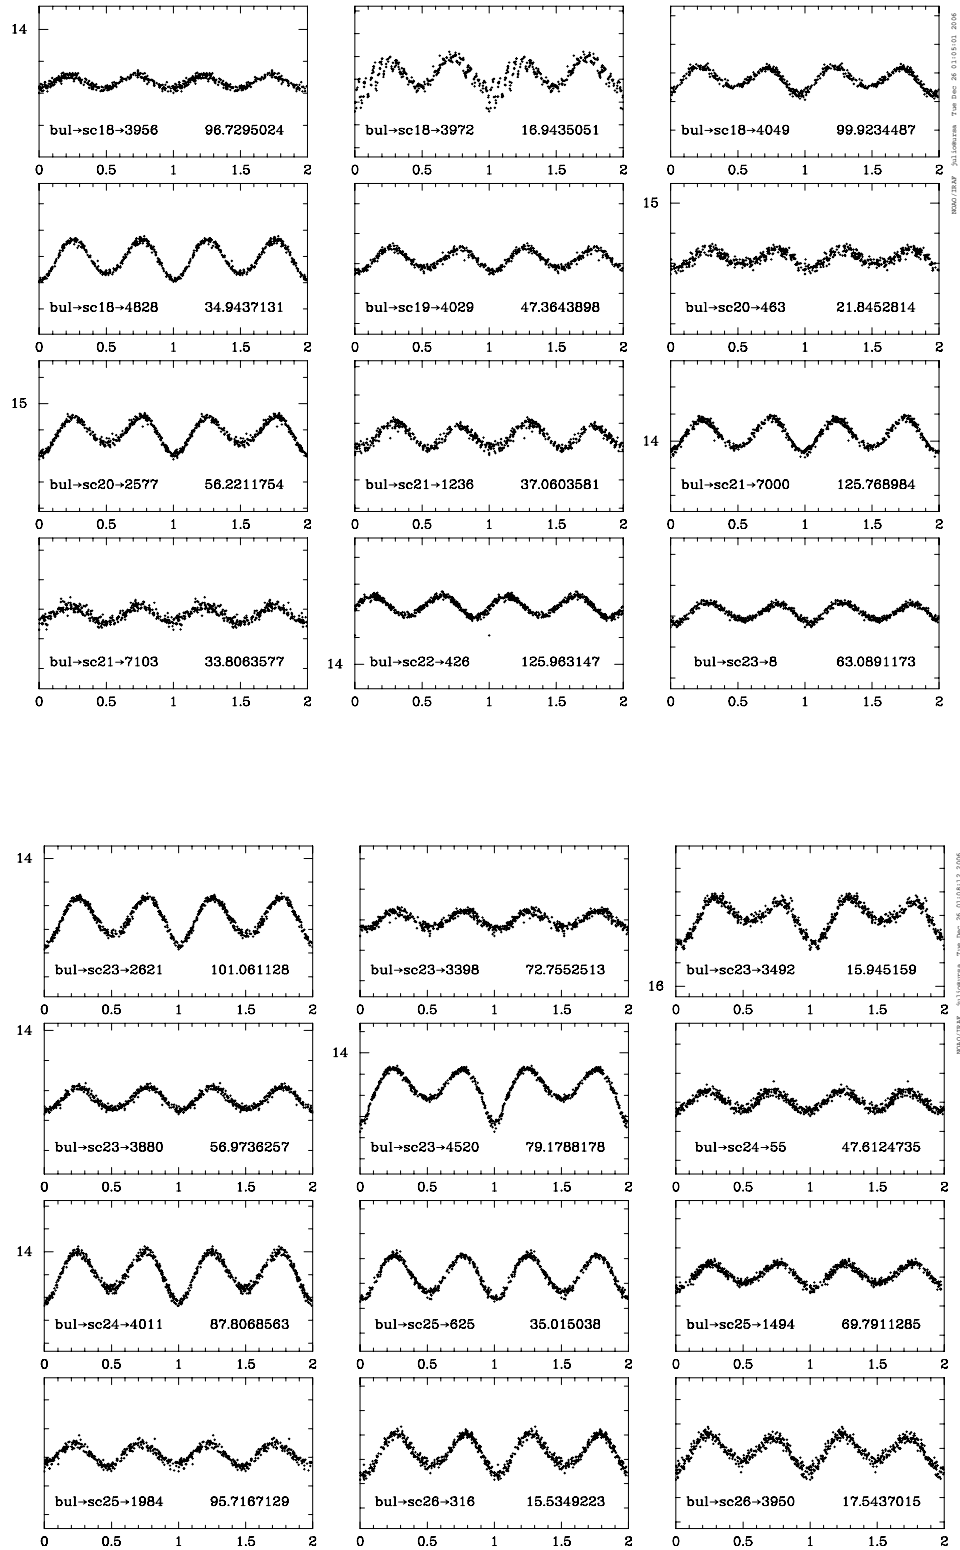 14
bul→sc18→3956 96.7295024
bul→sc18→3972 16.9435051
bul→sc18→4049 99.9234487
0 0.5 1 1.5 2
0 0.5 1 1.5 2
0 0.5 1 1.5 2
15
bul→sc18→4828 34.9437131
bul→sc19→4029 47.3643898
bul→sc20→463 21.8452814
0 0.5 1 1.5 2
0 0.5 1 1.5 2
0 0.5 1 1.5 2
15
14
bul→sc20→2577 56.2211754
bul→sc21→1236 37.0603581
bul→sc21→7000 125.768984
0 0.5 1 1.5 2
0 0.5 1 1.5 2
0 0.5 1 1.5 2
bul→sc21→7103 33.8063577
14
bul→sc22→426 125.963147
bul→sc23→8 63.0891173
0 0.5 1 1.5 2
0 0.5 1 1.5 2
0 0.5 1 1.5 2
NOAO/IRAF Tue Dec 26 01:05:01 2006
14
bul→sc23→2621 101.061128
bul→sc23→3398 72.7552513
16
bul→sc23→3492 15.945159
0 0.5 1 1.5 2
0 0.5 1 1.5 2
0 0.5 1 1.5 2
14
14
bul→sc23→3880 56.9736257
bul→sc23→4520 79.1788178
bul→sc24→55 47.6124735
0 0.5 1 1.5 2
0 0.5 1 1.5 2
0 0.5 1 1.5 2
14
bul→sc24→4011 87.8068563
bul→sc25→625 35.015038
bul→sc25→1494 69.7911285
0 0.5 1 1.5 2
0 0.5 1 1.5 2
0 0.5 1 1.5 2
bul→sc25→1984 95.7167129
bul→sc26→316 15.5349223
bul→sc26→3950 17.5437015
0 0.5 1 1.5 2
0 0.5 1 1.5 2
0 0.5 1 1.5 2
NOAO/IRAF Tue Dec 26 2006